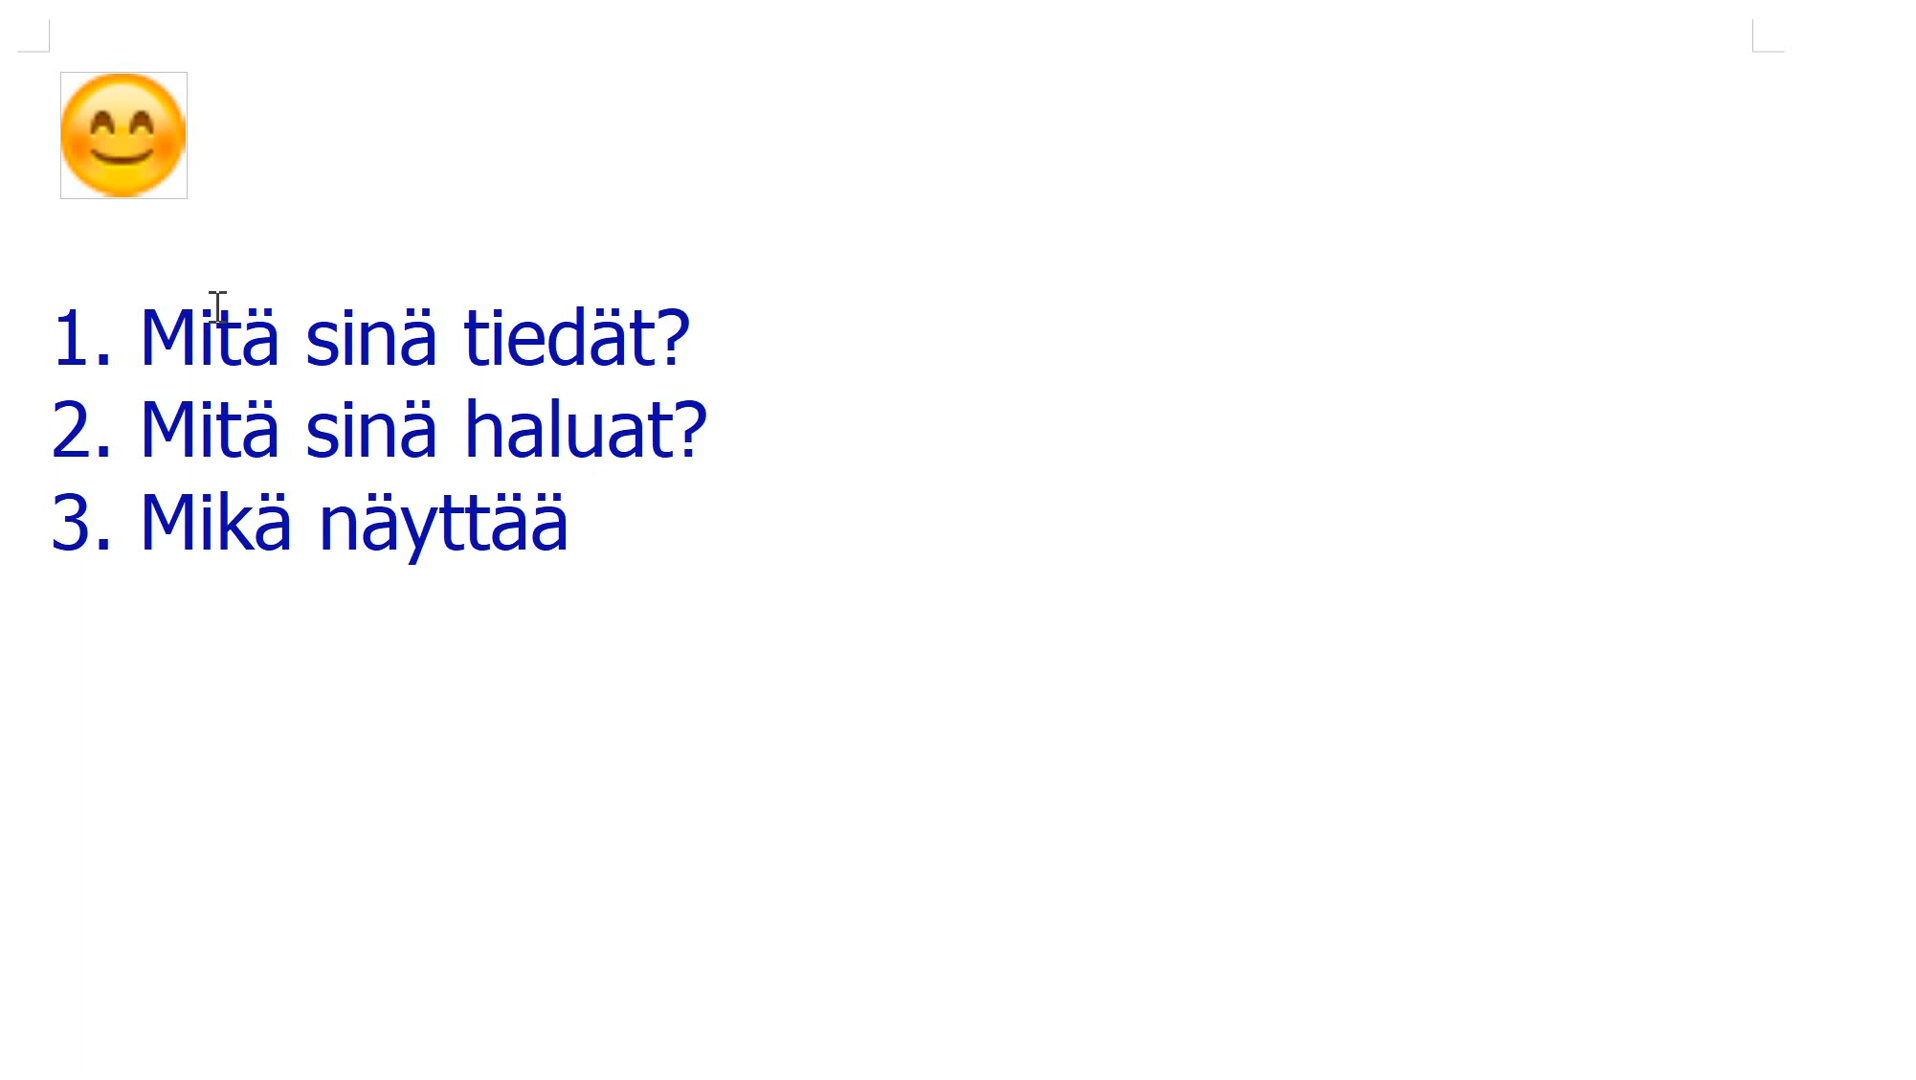 1. Mitä sinä tiedät?
2. Mitä sinä haluat?
3. Mikä näyttää